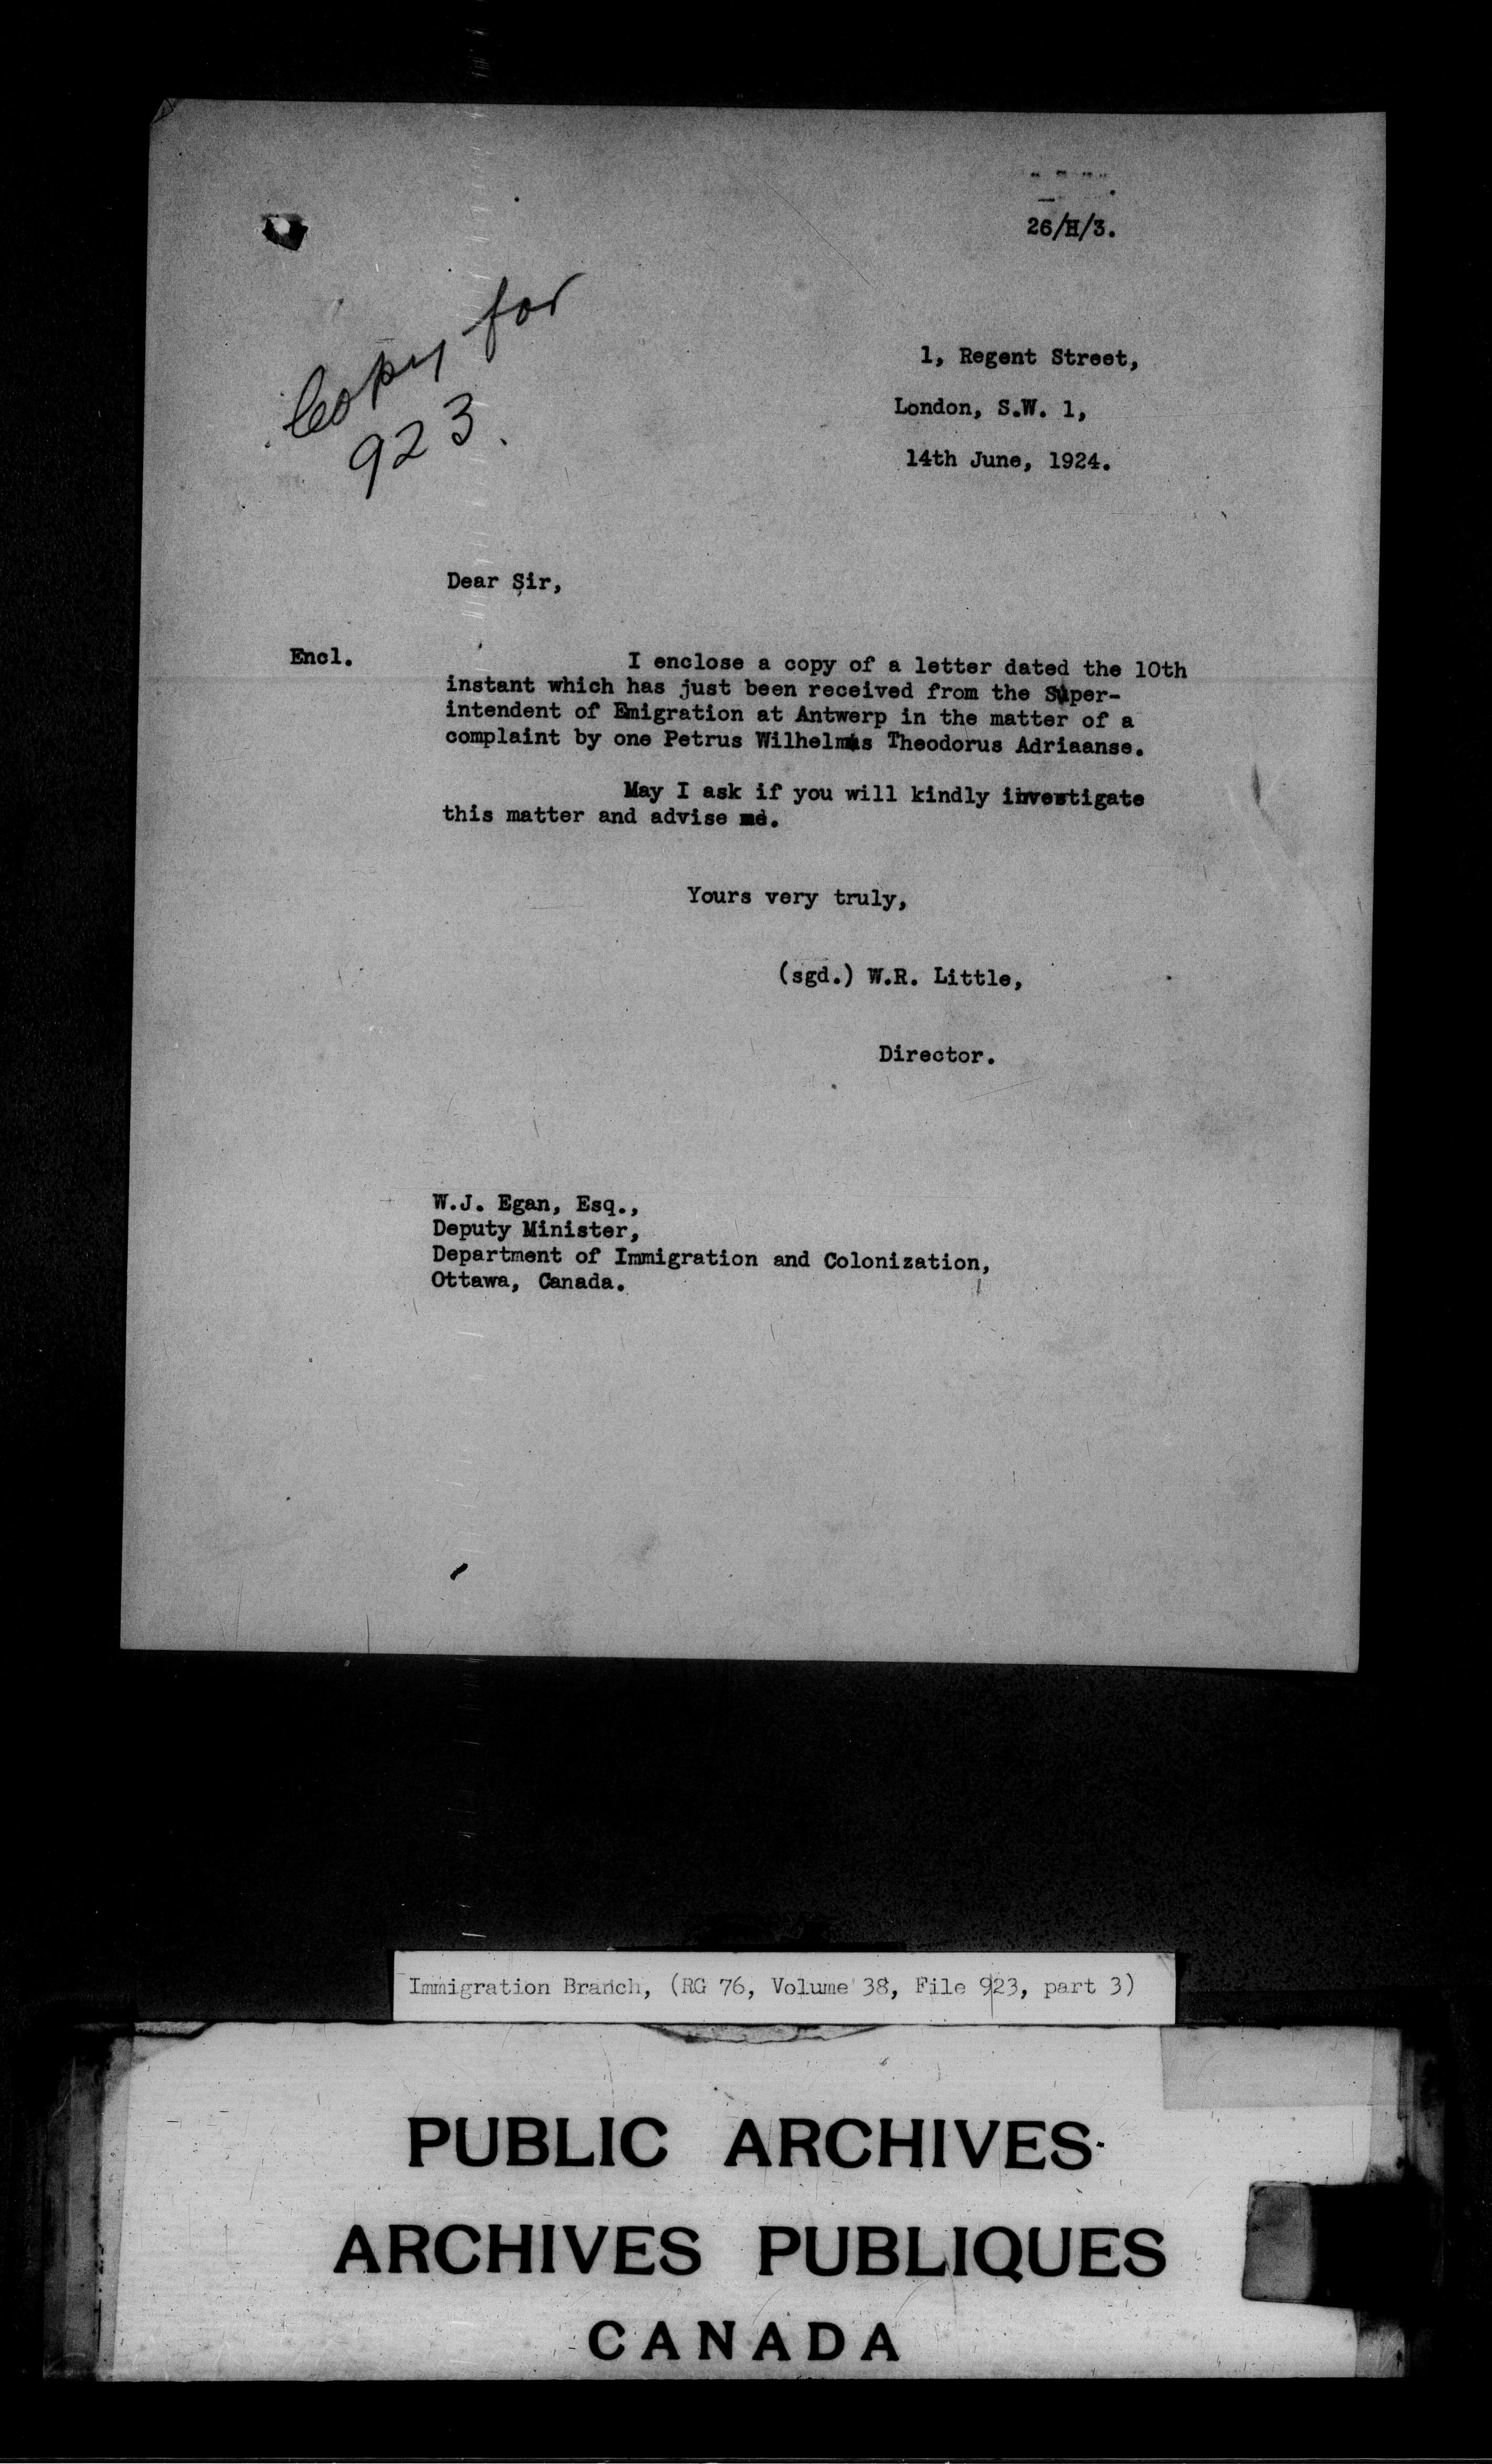 26/H/3.
Copy for
923.
1, Regent Street,
London, S.W. 1,
14th June, 1924.
Dear Sir,
Encl.
I enclose a copy of a letter dated the 10th
instant which has just been received from the Super-
intendent of Emigration at Antwerp in the matter of a
complaint by one Petrus Wilhelmus Theodorus Adriaanse.
May I ask if you will kindly investigate
this matter and advise me.
Yours very truly,
(sgd.) W.R. Little,
Director.
W.J. Egan, Esq.,
Deputy Minister,
Department of Immigration and Colonization,
Ottawa, Canada.
Immigration Branch, (RG 76, Volume 38, File 923, part 3)
PUBLIC ARCHIVES
ARCHIVES PUBLIQUES
CANADA